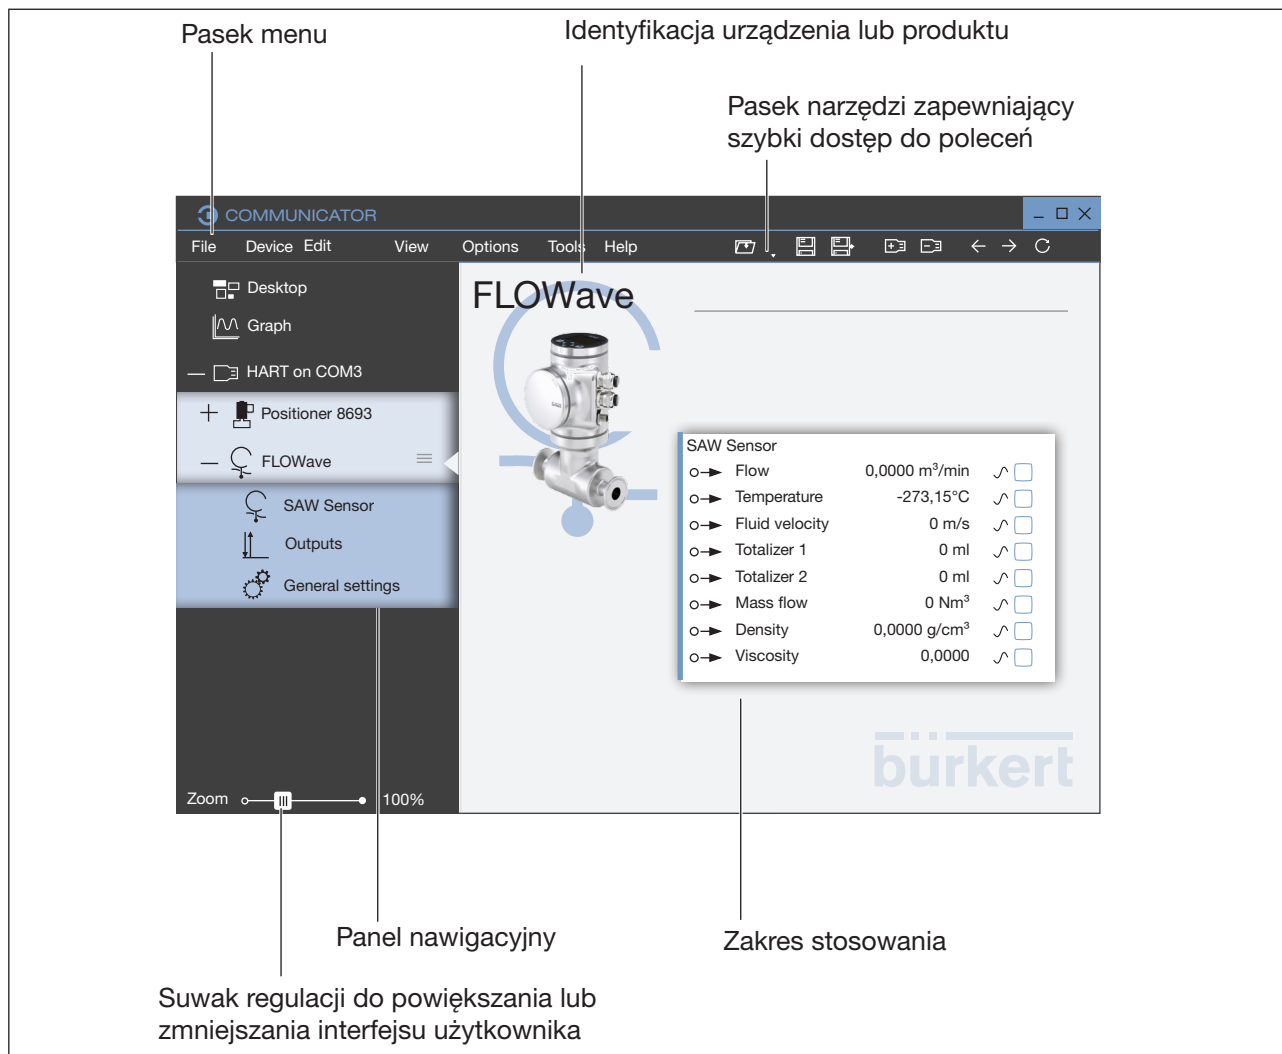 Pasek menu
Identyfikacja urządzenia lub produktu
Pasek narzędzi zapewniający
szybki dostęp do poleceń
COMMUNICATOR
File Device Edit View Options Tools Help
Desktop
Graph
HART on COM3
Positioner 8693
FLOWave
SAW Sensor
Outputs
General settings
Zoom 100%
FLOWave
SAW Sensor
Flow 0,0000 m³/min
Temperature -273,15°C
Fluid velocity 0 m/s
Totalizer 1 0 ml
Totalizer 2 0 ml
Mass flow 0 Nm³
Density 0,0000 g/cm³
Viscosity 0,0000
bürkert
Panel nawigacyjny
Zakres stosowania
Suwak regulacji do powiększania lub
zmniejszania interfejsu użytkownika